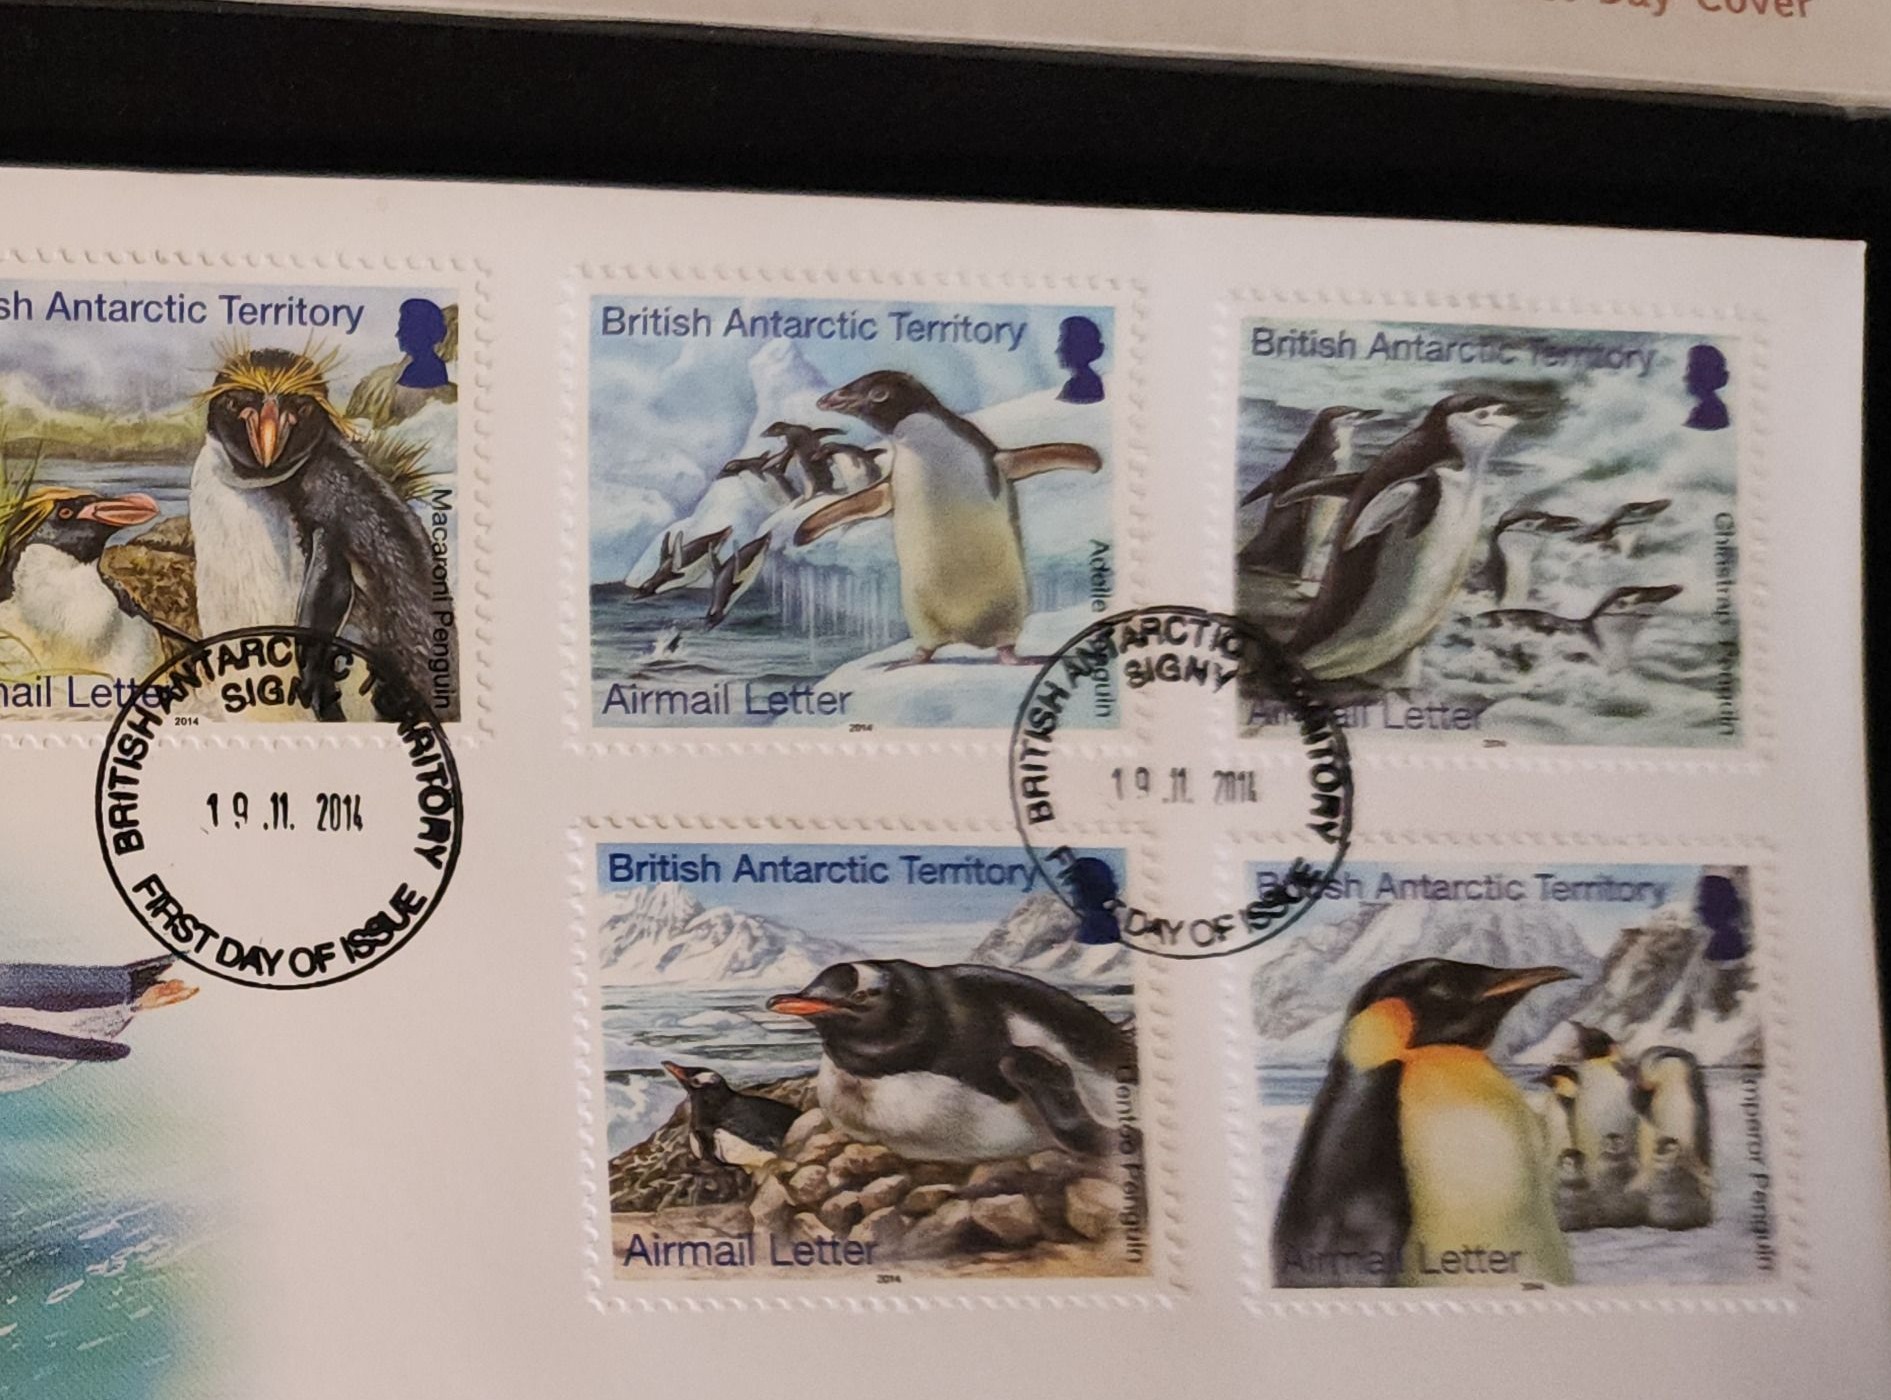 Day Cover
sh Antarctic Territory
Macaroni Penguin
ail Letter
2014
British Antarctic Territory
Adelie Penguin
Airmail Letter
2014
British Antarctic Territory
Chinstrap Penguin
Airmail Letter
2014
BRITISH ANTARCTIC TERRITORY
SIGNY
19.11.2014
FIRST DAY OF ISSUE
BRITISH ANTARCTIC TERRITORY
SIGNY
19.11.2014
FIRST DAY OF ISSUE
British Antarctic Territory
Gentoo Penguin
Airmail Letter
2014
British Antarctic Territory
Emperor Penguin
Airmail Letter
2014